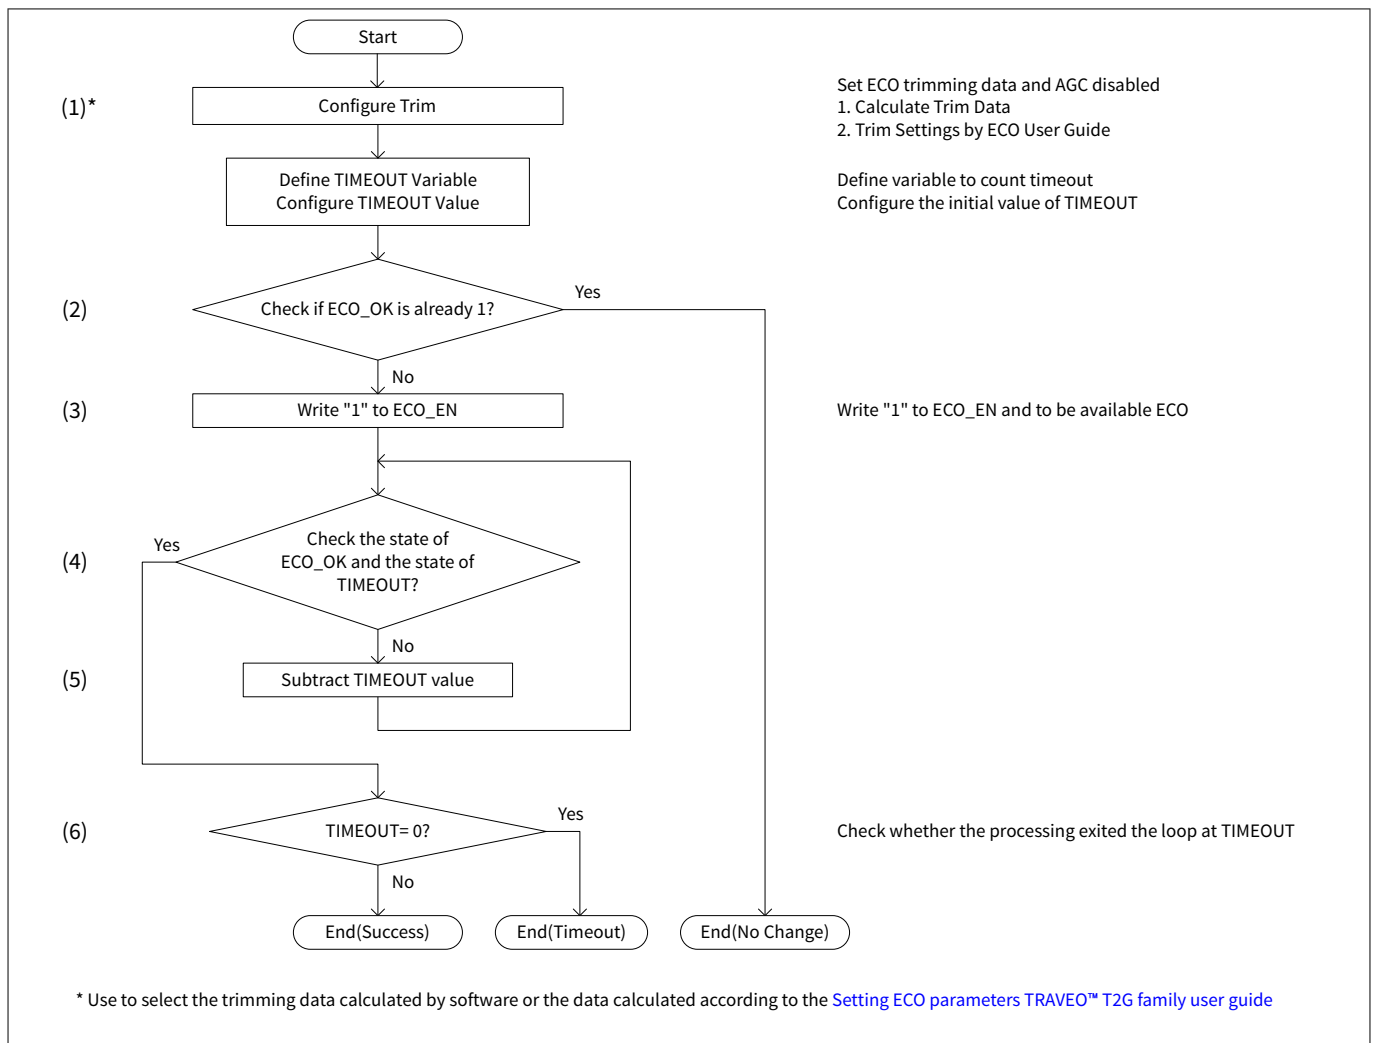 Start
Set ECO trimming data and AGC disabled
(1)*
Configure Trim
1. Calculate Trim Data
2. Trim Settings by ECO User Guide
Define TIMEOUT Variable
Configure TIMEOUT Value
Define variable to count timeout
Configure the initial value of TIMEOUT
(2)
Check if ECO_OK is already 1?
Yes
No
(3)
Write "1" to ECO_EN
Write "1" to ECO_EN and to be available ECO
(4)
Yes
Check the state of
ECO_OK and the state of
TIMEOUT?
No
(5)
Subtract TIMEOUT value
(6)
TIMEOUT= 0?
Yes
Check whether the processing exited the loop at TIMEOUT
No
End(Success)
End(Timeout)
End(No Change)
* Use to select the trimming data calculated by software or the data calculated according to the Setting ECO parameters TRAVEO™ T2G family user guide